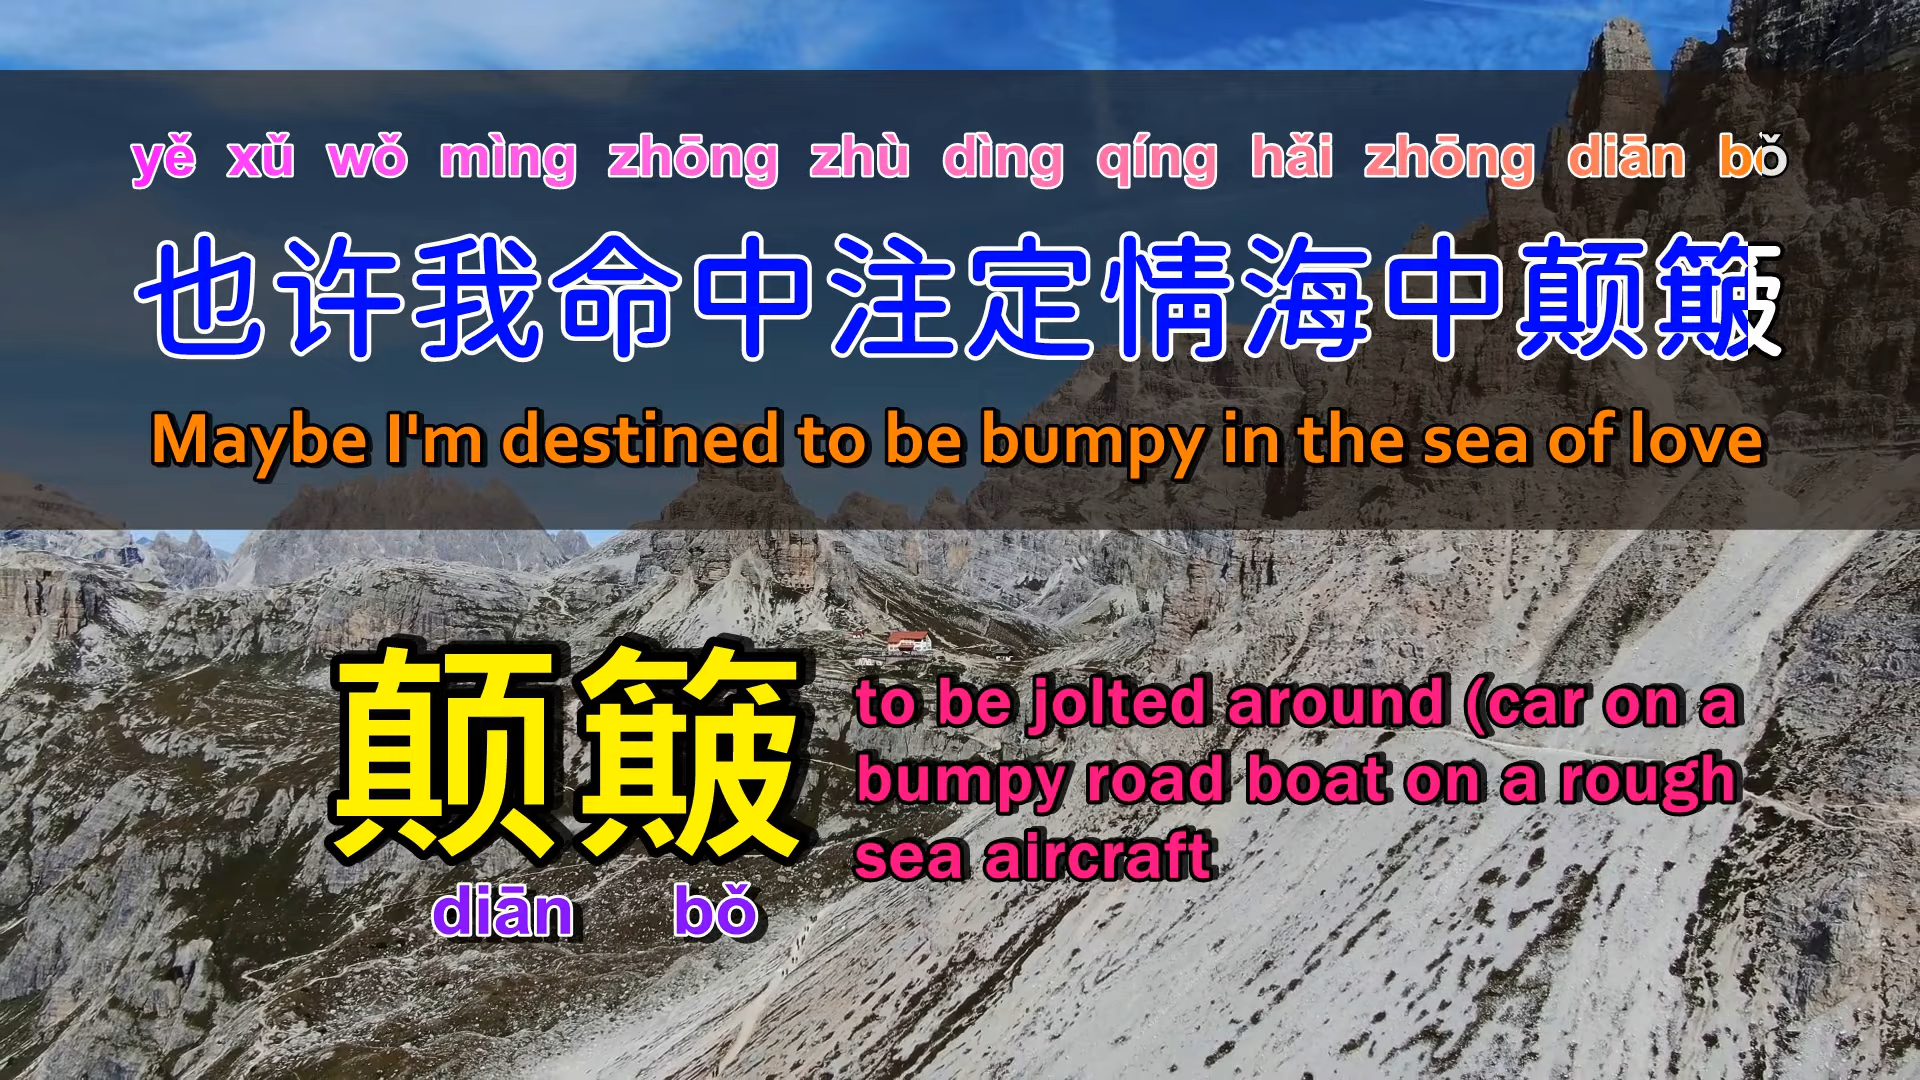 yě xǔ wǒ mìng zhōng zhù dìng qíng hǎi zhōng diān bǒ
也许我命中注定情海中颠簸
Maybe I'm destined to be bumpy in the sea of love
颠簸
diān bǒ
to be jolted around (car on a
bumpy road boat on a rough
sea aircraft